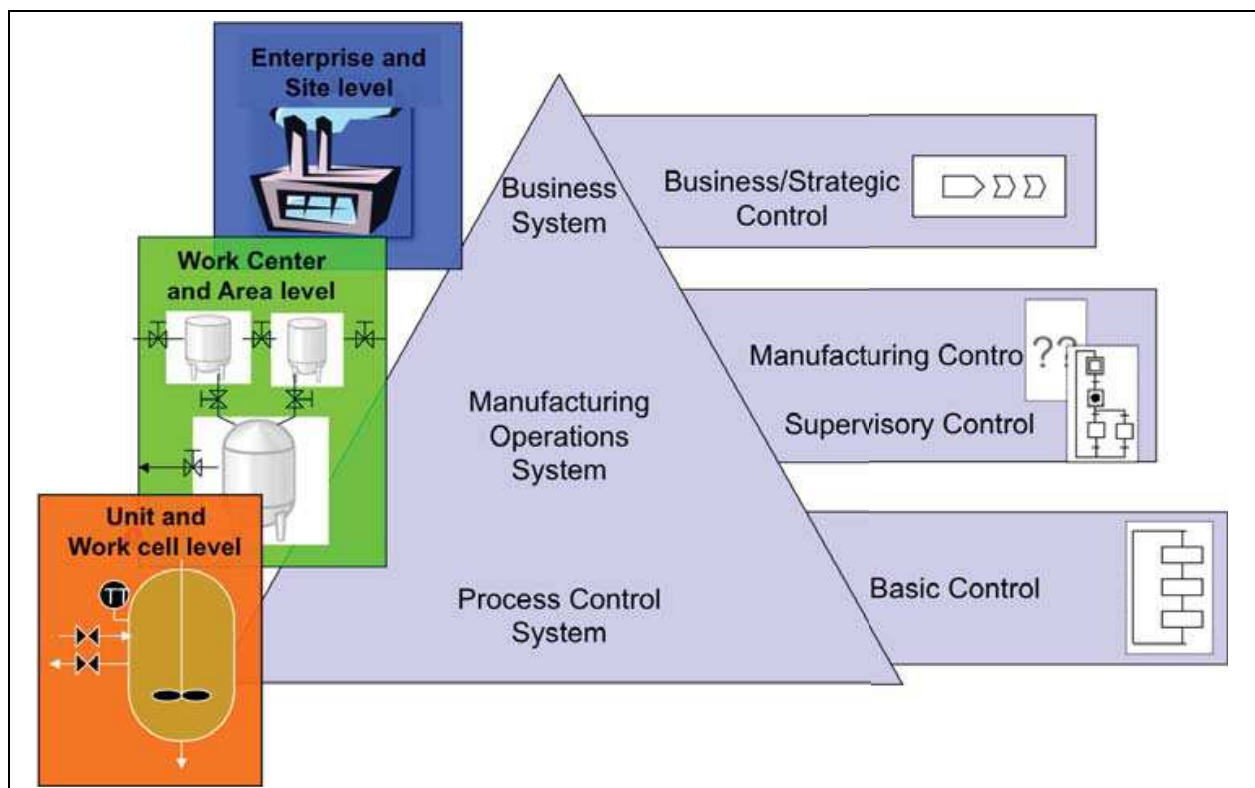 Enterprise and
Site level
Business
System
Business/Strategic
Control
Work Center
and Area level
Manufacturing Contro
??
Manufacturing
Operations
System
Supervisory Control
Unit and
Work cell level
TT
Process Control
System
Basic Control